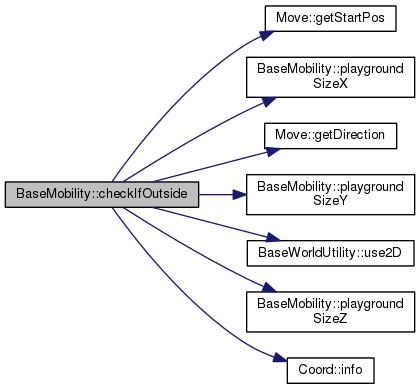 Move::getStartPos
BaseMobility::playground
SizeX
Move::getDirection
BaseMobility::checkIfOutside
BaseMobility::playground
SizeY
BaseWorldUtility::use2D
BaseMobility::playground
SizeZ
Coord::info